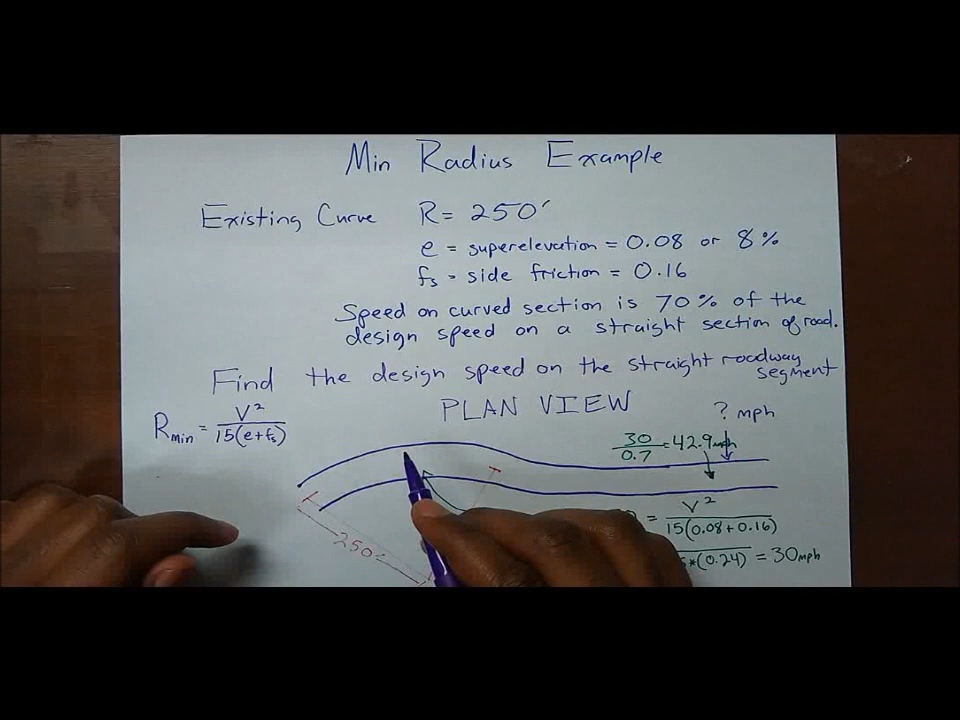 Min Radius Example
Existing Curve R = 250'
e = superelevation = 0.08 or 8%
fs = side friction = 0.16
Speed on curved section is 70% of the
design speed on a straight section of road.
Find the design speed on the straight roadway
segment
Rmin = V²/15(e+fs)
PLAN VIEW
? mph
30/0.7 = 42.9mph
= V²/15(0.08+0.16)
*(0.24) = 30mph
250'